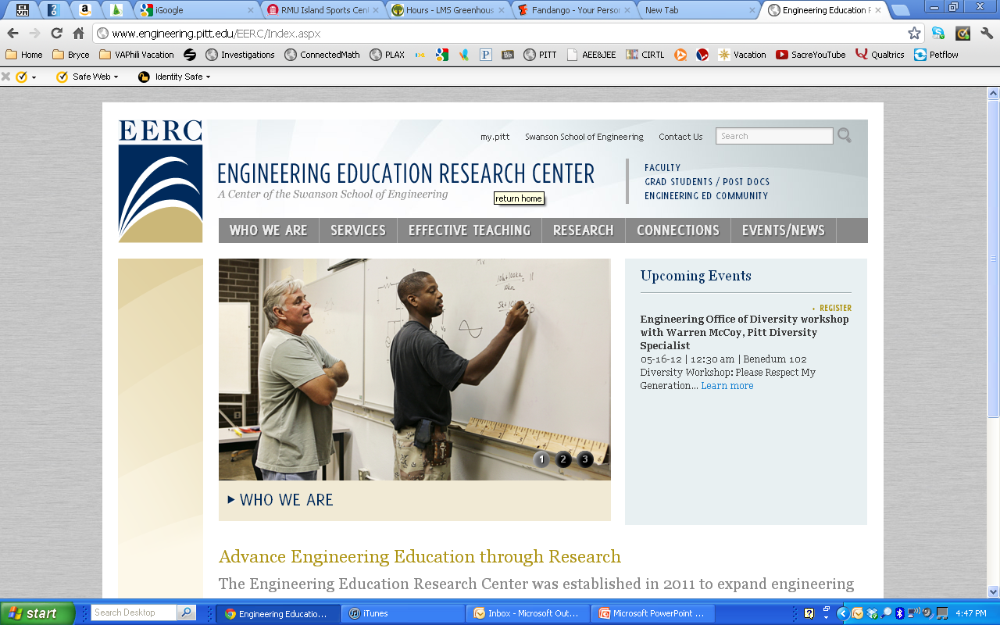 iGoogle
RMU Island Sports Cen
Hours - LMS Greenhous
Fandango - Your Person
New Tab
Engineering Education R
www.engineering.pitt.edu/EERC/Index.aspx
Home
Bryce
VAPhili Vacation
Investigations
ConnectedMath
PLAX
PITT
AEE&JEE
CIRTL
Vacation
SacreYouTube
Qualtrics
Petflow
Safe Web
Identity Safe
EERC
my.pitt
Swanson School of Engineering
Contact Us
Search
ENGINEERING EDUCATION RESEARCH CENTER
A Center of the Swanson School of Engineering
return home
FACULTY
GRAD STUDENTS / POST DOCS
ENGINEERING ED COMMUNITY
WHO WE ARE
SERVICES
EFFECTIVE TEACHING
RESEARCH
CONNECTIONS
EVENTS/NEWS
1 2 3
WHO WE ARE
Upcoming Events
REGISTER
Engineering Office of Diversity workshop
with Warren McCoy, Pitt Diversity
Specialist
05-16-12 | 12:30 am | Benedum 102
Diversity Workshop: Please Respect My
Generation... Learn more
Advance Engineering Education through Research
The Engineering Education Research Center was established in 2011 to expand engineering
start
Search Desktop
Engineering Educatio...
iTunes
Inbox - Microsoft Out...
Microsoft PowerPoint ...
4:47 PM